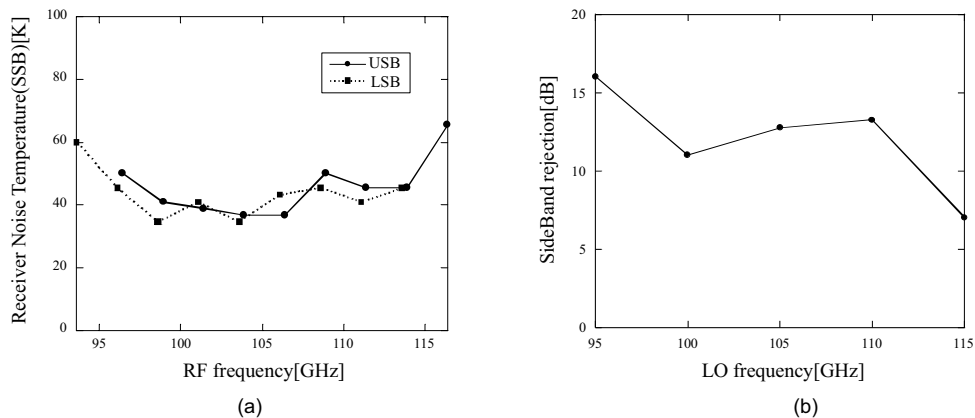 Receiver Noise Temperature(SSB)[K]
100
80
60
40
20
0
USB
LSB
95
100
105
110
115
RF frequency[GHz]
(a)
SideBand rejection[dB]
20
15
10
5
0
95
100
105
110
115
LO frequency[GHz]
(b)